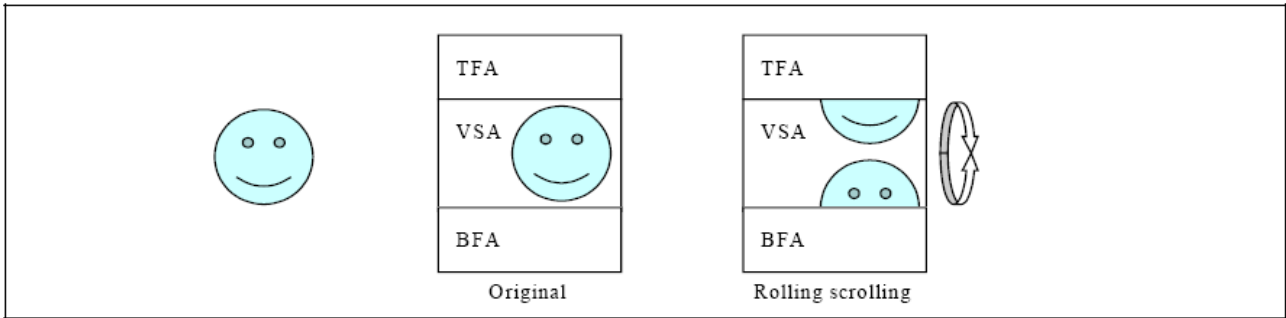 TFA
VSA
BFA
Original
TFA
VSA
BFA
Rolling scrolling